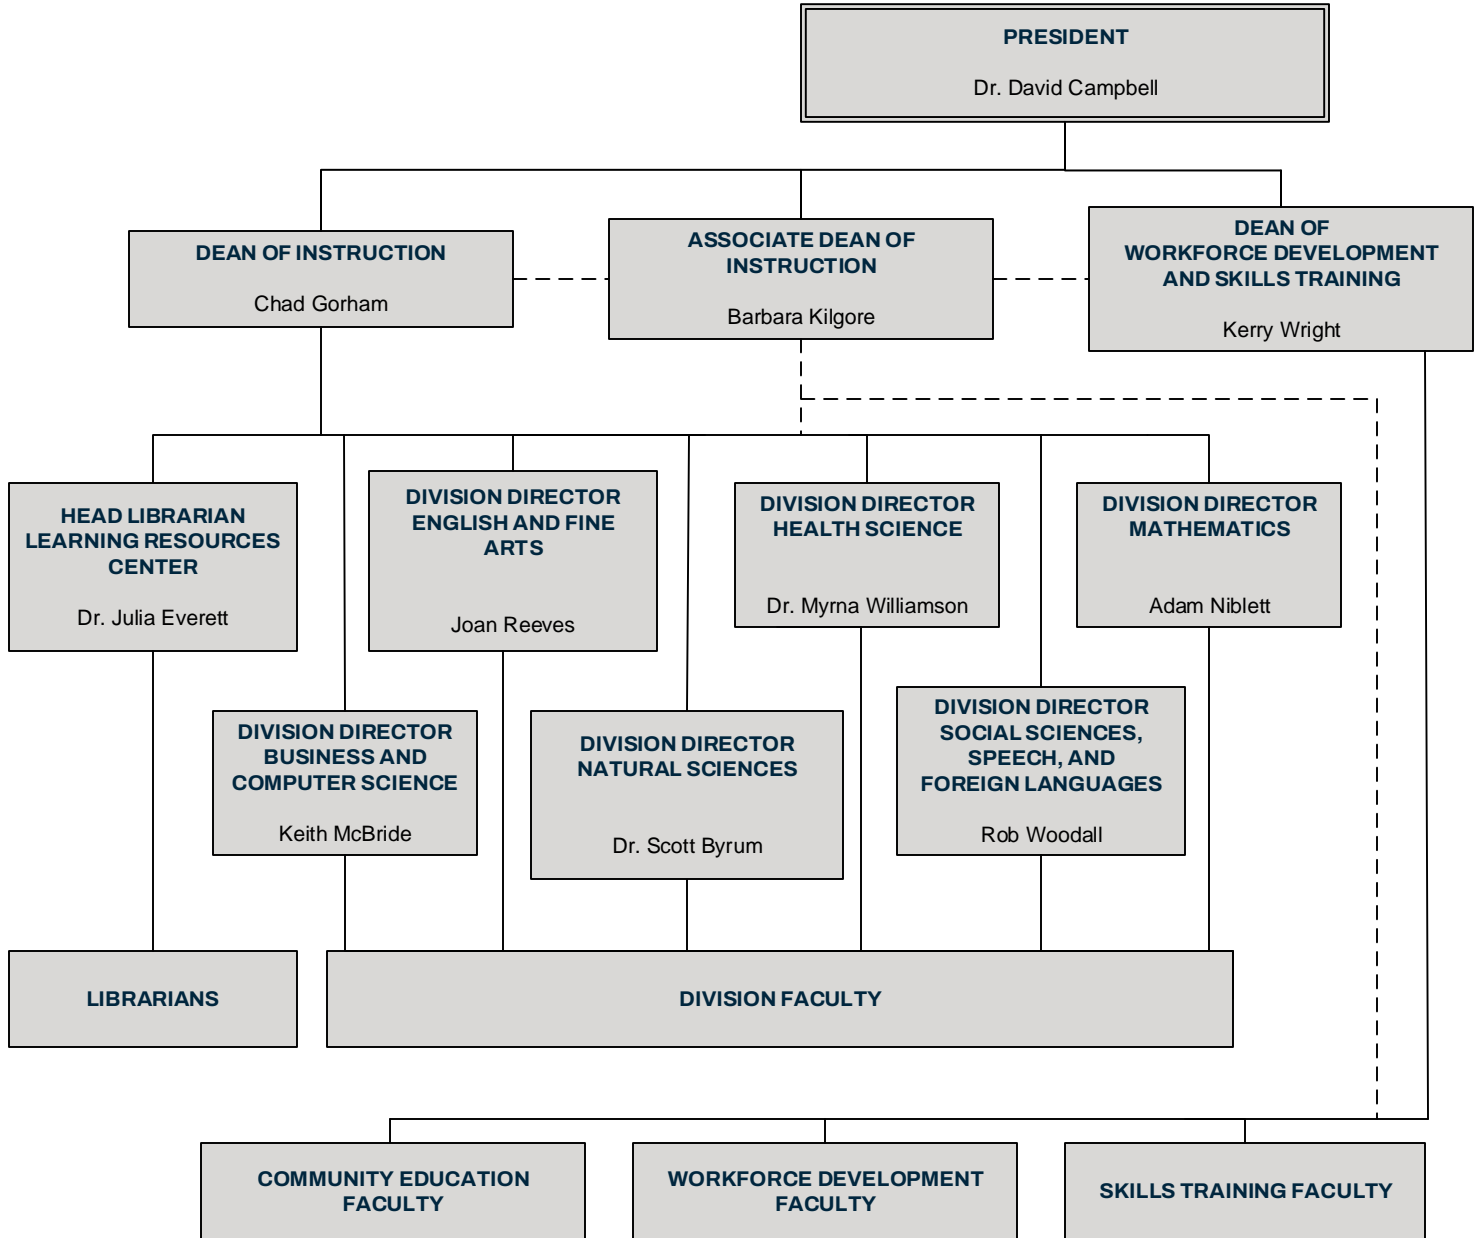 PRESIDENT
Dr. David Campbell
DEAN OF INSTRUCTION
Chad Gorham
ASSOCIATE DEAN OF
INSTRUCTION
Barbara Kilgore
DEAN OF
WORKFORCE DEVELOPMENT
AND SKILLS TRAINING
Kerry Wright
HEAD LIBRARIAN
LEARNING RESOURCES
CENTER
Dr. Julia Everett
DIVISION DIRECTOR
ENGLISH AND FINE
ARTS
Joan Reeves
DIVISION DIRECTOR
HEALTH SCIENCE
Dr. Myrna Williamson
DIVISION DIRECTOR
MATHEMATICS
Adam Niblett
DIVISION DIRECTOR
BUSINESS AND
COMPUTER SCIENCE
Keith McBride
DIVISION DIRECTOR
NATURAL SCIENCES
Dr. Scott Byrum
DIVISION DIRECTOR
SOCIAL SCIENCES,
SPEECH, AND
FOREIGN LANGUAGES
Rob Woodall
LIBRARIANS
DIVISION FACULTY
COMMUNITY EDUCATION
FACULTY
WORKFORCE DEVELOPMENT
FACULTY
SKILLS TRAINING FACULTY